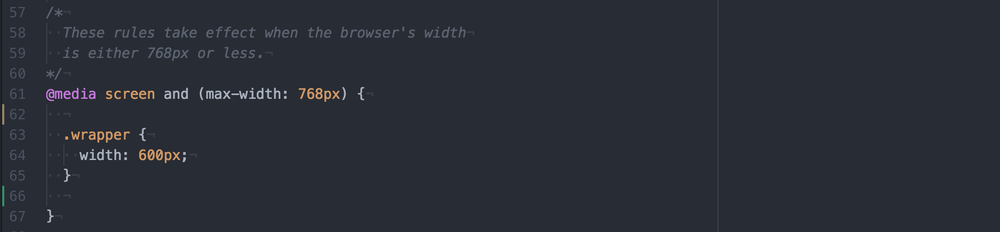 57 /*¬
58 ··These rules take effect when the browser's width¬
59 ··is either 768px or less.¬
60 */¬
61 @media screen and (max-width: 768px) {¬
62 ··¬
63 ··.wrapper {¬
64 ····width: 600px;¬
65 ··}¬
66 ··¬
67 }¬